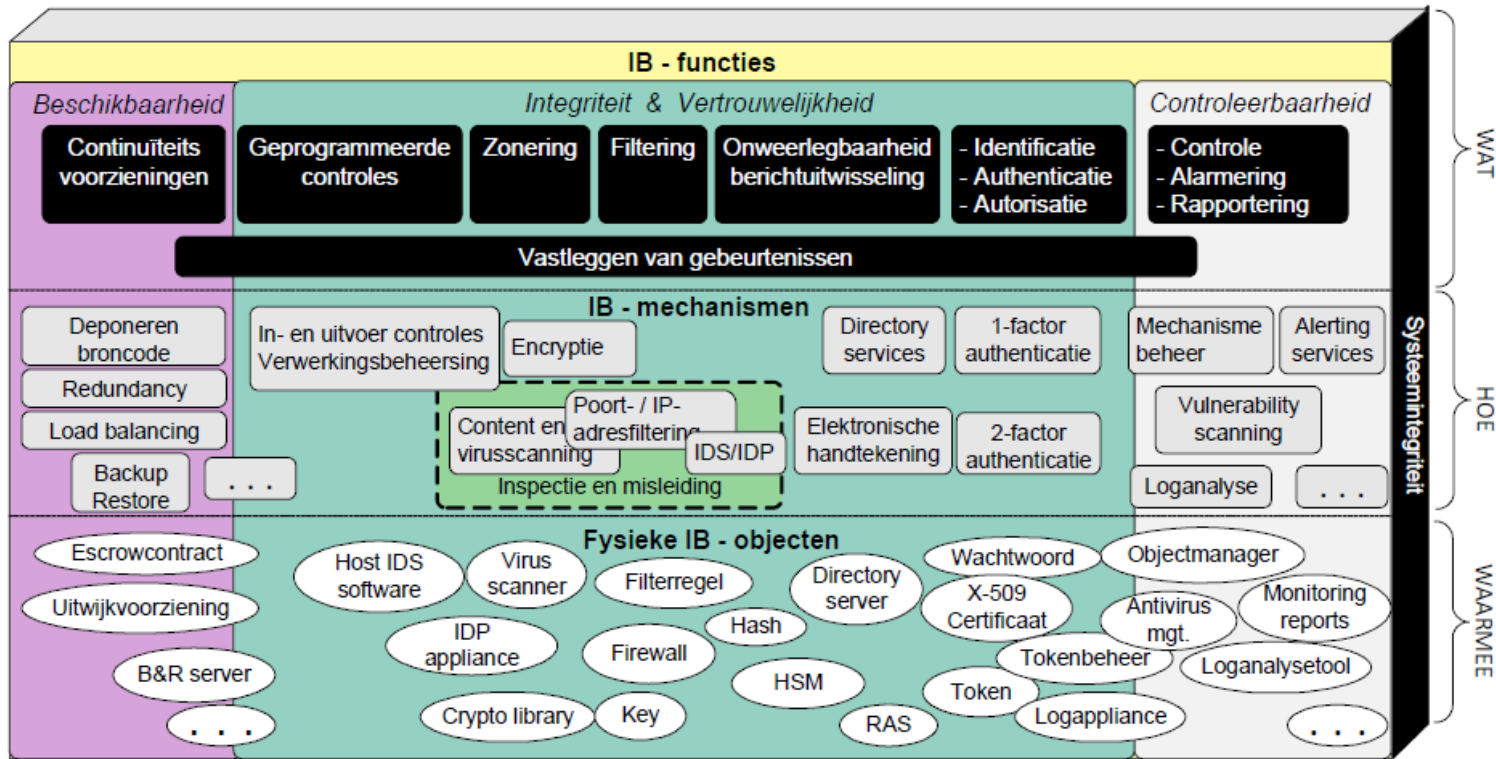 IB - functies
Beschikbaarheid
Integriteit & Vertrouwelijkheid
Controleerbaarheid
Continuïteits
voorzieningen
Geprogrammeerde
controles
Zonering
Filtering
Onweerlegbaarheid
berichtuitwisseling
- Identificatie
- Authenticatie
- Autorisatie
- Controle
- Alarmering
- Rapportering
Vastleggen van gebeurtenissen
WAT
IB - mechanismen
Deponeren
broncode
Redundancy
Load balancing
Backup
Restore
. . .
In- en uitvoer controles
Verwerkingsbeheersing
Encryptie
Content en
virusscanning
Poort- / IP-
adresfiltering
IDS/IDP
Inspectie en misleiding
Directory
services
1-factor
authenticatie
Elektronische
handtekening
2-factor
authenticatie
Mechanisme
beheer
Alerting
services
Vulnerability
scanning
Loganalyse
. . .
Systeemintegriteit
HOE
Fysieke IB - objecten
Escrowcontract
Uitwijkvoorziening
B&R server
. . .
Host IDS
software
Virus
scanner
Filterregel
Directory
server
Wachtwoord
X-509
Certificaat
Objectmanager
Antivirus
mgt.
Monitoring
reports
IDP
appliance
Firewall
Hash
HSM
Tokenbeheer
Loganalysetool
Crypto library
Key
RAS
Token
Logappliance
. . .
WAARMEE